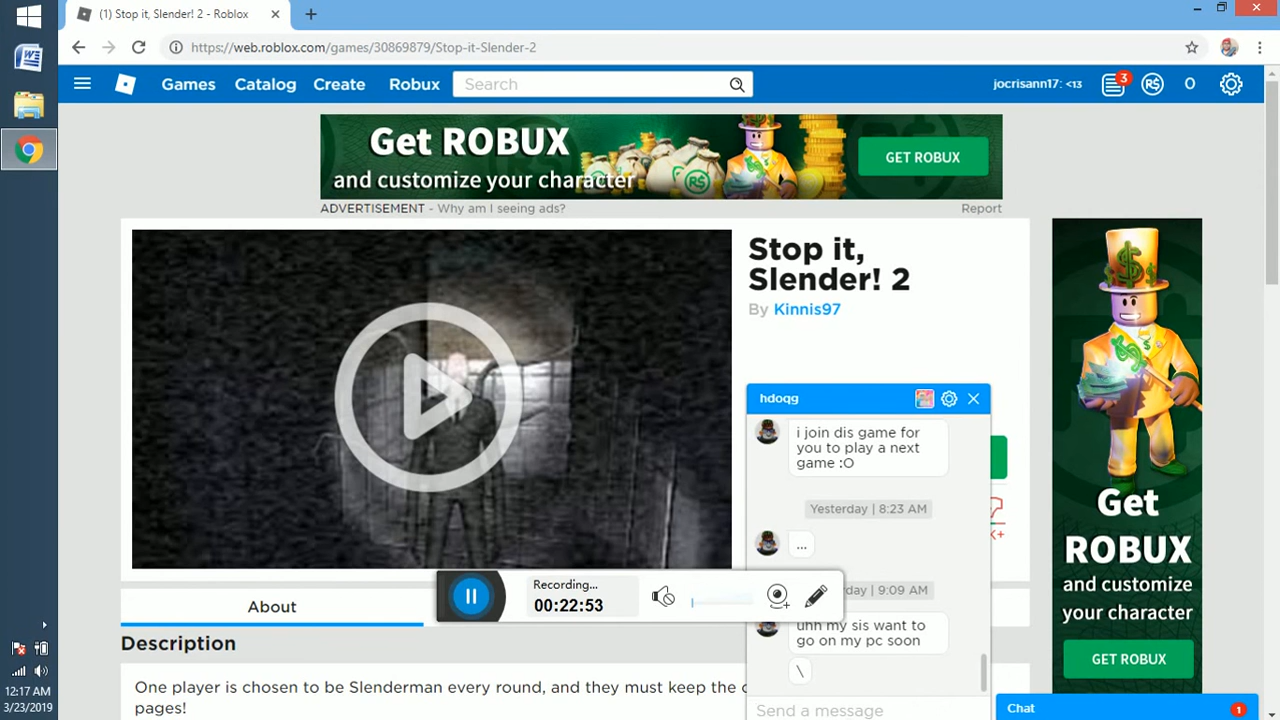 (1) Stop it, Slender! 2 - Roblox
https://web.roblox.com/games/30869879/Stop-it-Slender-2
Games Catalog Create Robux Search jocrisann17: <13 3 0
Get ROBUX
and customize your character
GET ROBUX
ADVERTISEMENT - Why am I seeing ads? Report
Stop it,
Slender! 2
By Kinnis97
hdoqg
i join dis game for
you to play a next
game :O
Yesterday | 8:23 AM
...
day | 9:09 AM
uhh my sis want to
go on my pc soon
\
Send a message
K+
Recording...
00:22:53
About
Description
One player is chosen to be Slenderman every round, and they must keep the
pages!
Get
ROBUX
and customize
your character
GET ROBUX
Chat 1
12:17 AM
3/23/2019